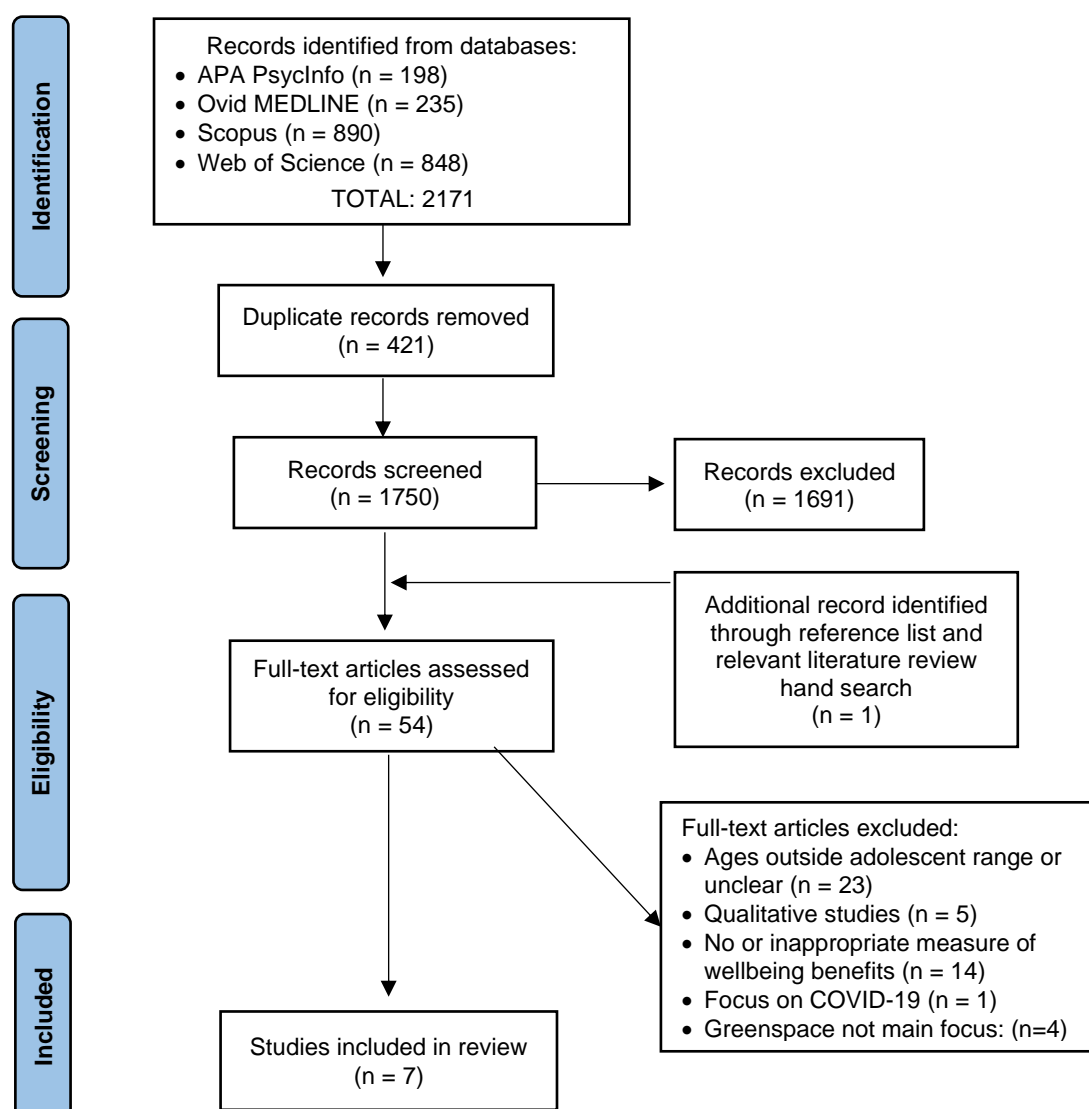 Identification
Records identified from databases:
• APA PsycInfo (n = 198)
• Ovid MEDLINE (n = 235)
• Scopus (n = 890)
• Web of Science (n = 848)
TOTAL: 2171
Screening
Duplicate records removed
(n = 421)
Records screened
(n = 1750)
Records excluded
(n = 1691)
Additional record identified
through reference list and
relevant literature review
hand search
(n = 1)
Eligibility
Full-text articles assessed
for eligibility
(n = 54)
Full-text articles excluded:
• Ages outside adolescent range or
unclear (n = 23)
• Qualitative studies (n = 5)
• No or inappropriate measure of
wellbeing benefits (n = 14)
• Focus on COVID-19 (n = 1)
• Greenspace not main focus: (n=4)
Included
Studies included in review
(n = 7)